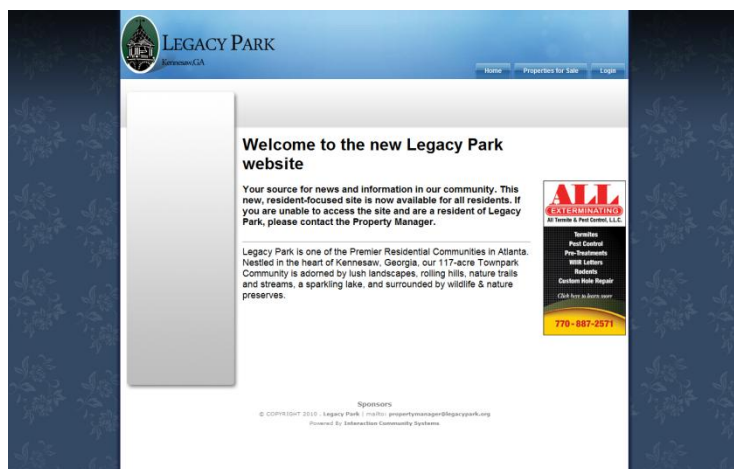 LEGACY PARK
Kennesaw,GA
Home Properties for Sale Login
Welcome to the new Legacy Park
website
Your source for news and information in our community. This
new, resident-focused site is now available for all residents. If
you are unable to access the site and are a resident of Legacy
Park, please contact the Property Manager.
Legacy Park is one of the Premier Residential Communities in Atlanta.
Nestled in the heart of Kennesaw, Georgia, our 117-acre Townpark
Community is adorned by lush landscapes, rolling hills, nature trails
and streams, a sparkling lake, and surrounded by wildlife & nature
preserves.
ALL
EXTERMINATING
All Termite & Pest Control, L.L.C.
Termites
Pest Control
Pre-Treatments
WDIR Letters
Rodents
Custom Hole Repair
Click here to learn more
770-887-2571
Sponsors
© COPYRIGHT 2010 . Legacy Park | mailto: propertymanager@legacypark.org
Powered By Interaction Community Systems